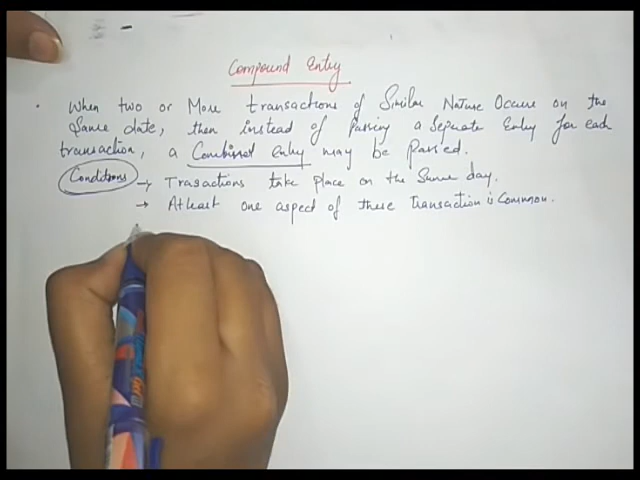 Compound Entry
When two or More transactions of Similar Nature Occurs on the
Same date, then instead of Passing a Separate Entry for each
transaction, a Combined entry may be Passed.
Conditions → Trasactions take Place on the Same day.
→ Atleast one aspect of these transaction is Common.